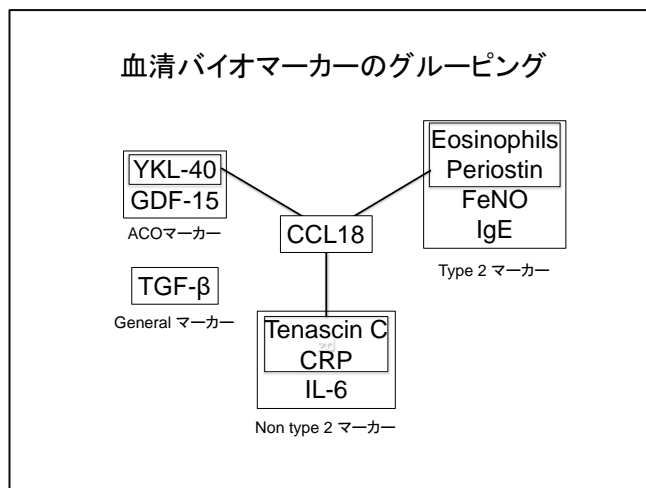 血清バイオマーカーのグルーピング
YKL-40
GDF-15
ACOマーカー
TGF-β
General マーカー
CCL18
Eosinophils
Periostin
FeNO
IgE
Type 2 マーカー
Tenascin C
CRP
IL-6
Non type 2 マーカー